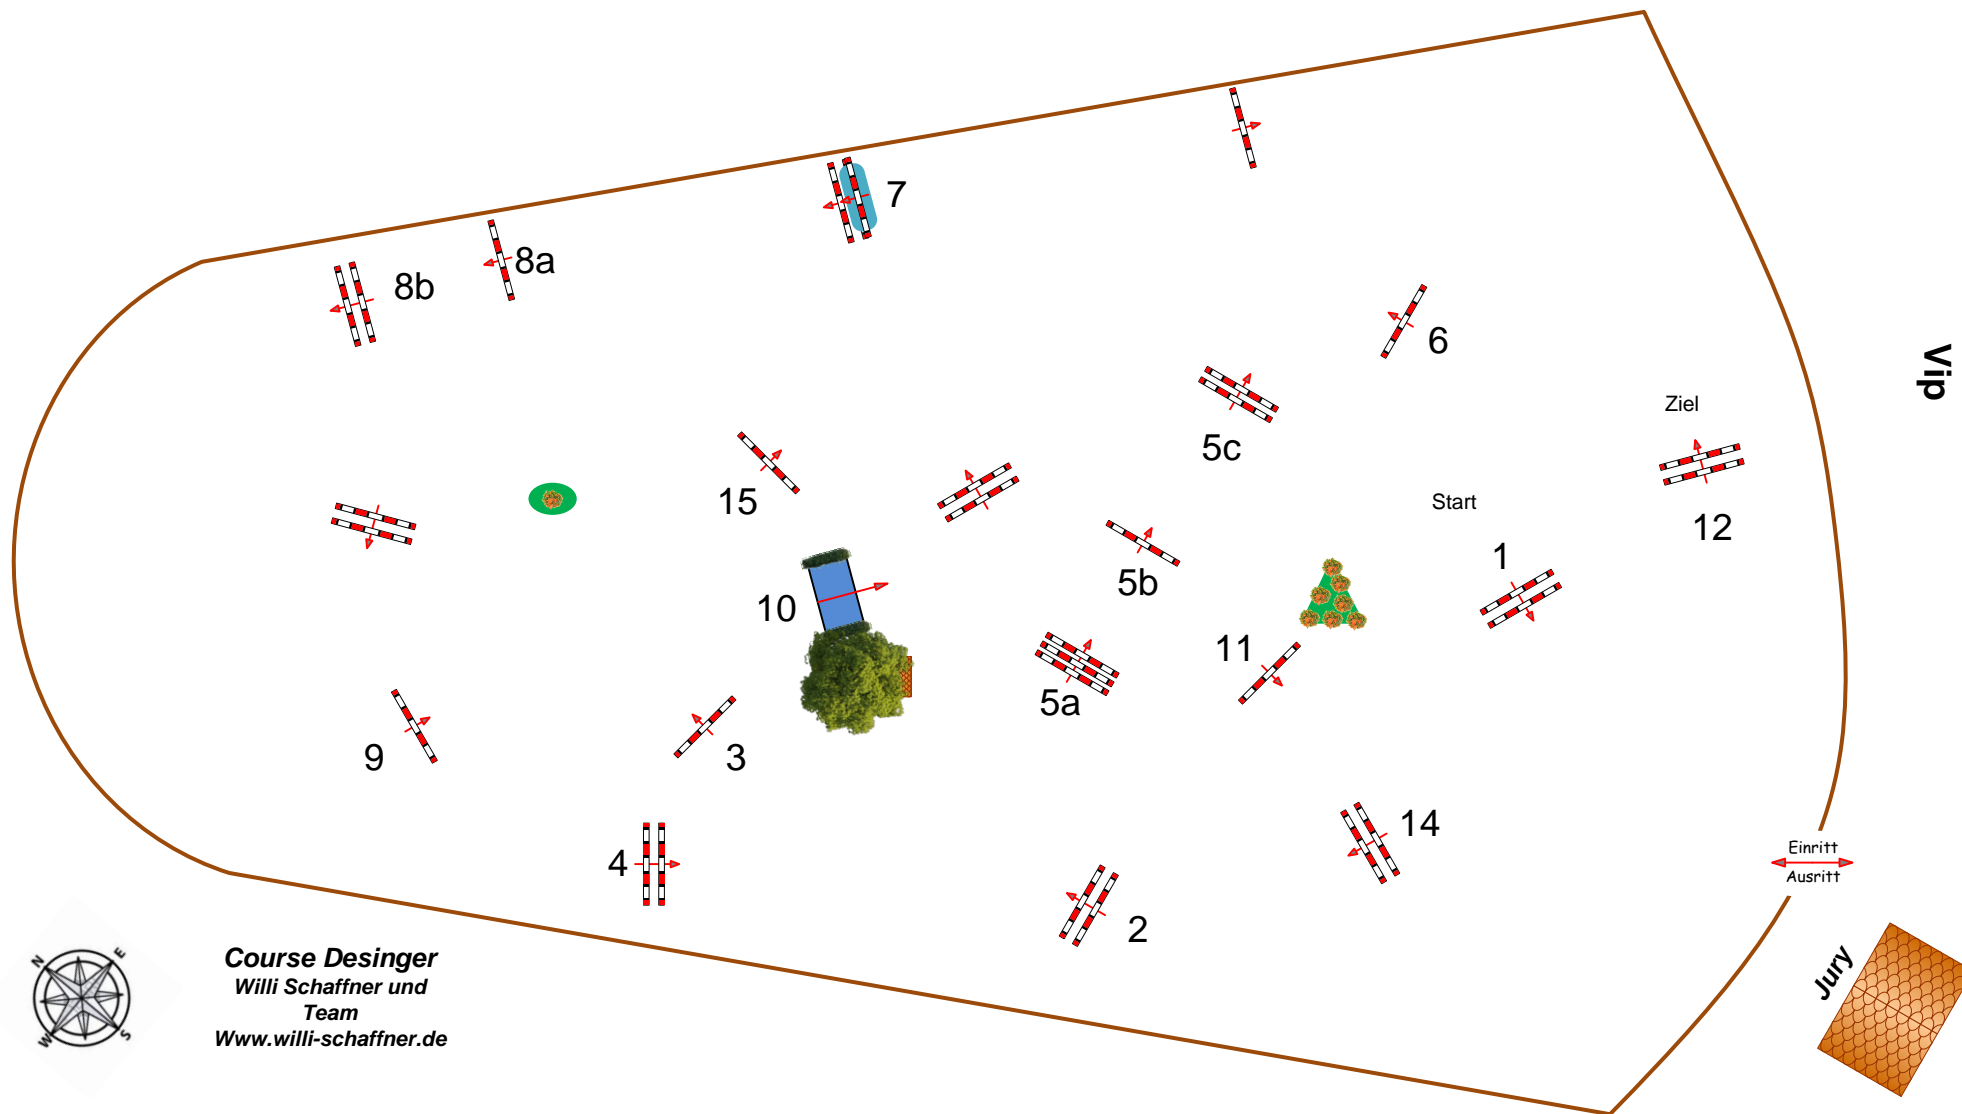 7
8a
8b
6
Vip
Ziel
5c
Start
15
12
1
5b
10
11
5a
9
3
14
4
2
Einritt
Ausritt
Jury
N
E
W
S
Course Desinger
Willi Schaffner und
Team
Www.willi-schaffner.de